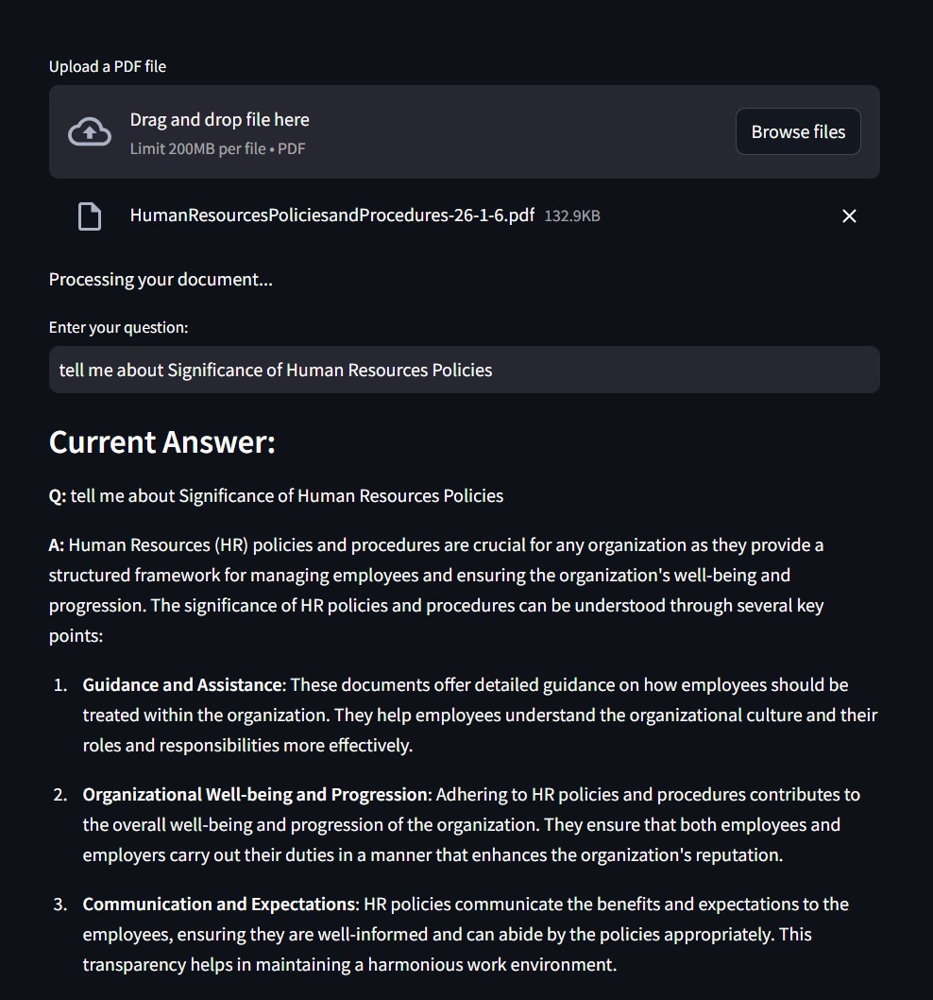 Upload a PDF file
Drag and drop file here
Limit 200MB per file • PDF
Browse files
HumanResourcesPoliciesandProcedures-26-1-6.pdf 132.9KB
Processing your document...
Enter your question:
tell me about Significance of Human Resources Policies
Current Answer:
Q: tell me about Significance of Human Resources Policies
A: Human Resources (HR) policies and procedures are crucial for any organization as they provide a
structured framework for managing employees and ensuring the organization's well-being and
progression. The significance of HR policies and procedures can be understood through several key
points:
1. Guidance and Assistance: These documents offer detailed guidance on how employees should be
treated within the organization. They help employees understand the organizational culture and their
roles and responsibilities more effectively.
2. Organizational Well-being and Progression: Adhering to HR policies and procedures contributes to
the overall well-being and progression of the organization. They ensure that both employees and
employers carry out their duties in a manner that enhances the organization's reputation.
3. Communication and Expectations: HR policies communicate the benefits and expectations to the
employees, ensuring they are well-informed and can abide by the policies appropriately. This
transparency helps in maintaining a harmonious work environment.